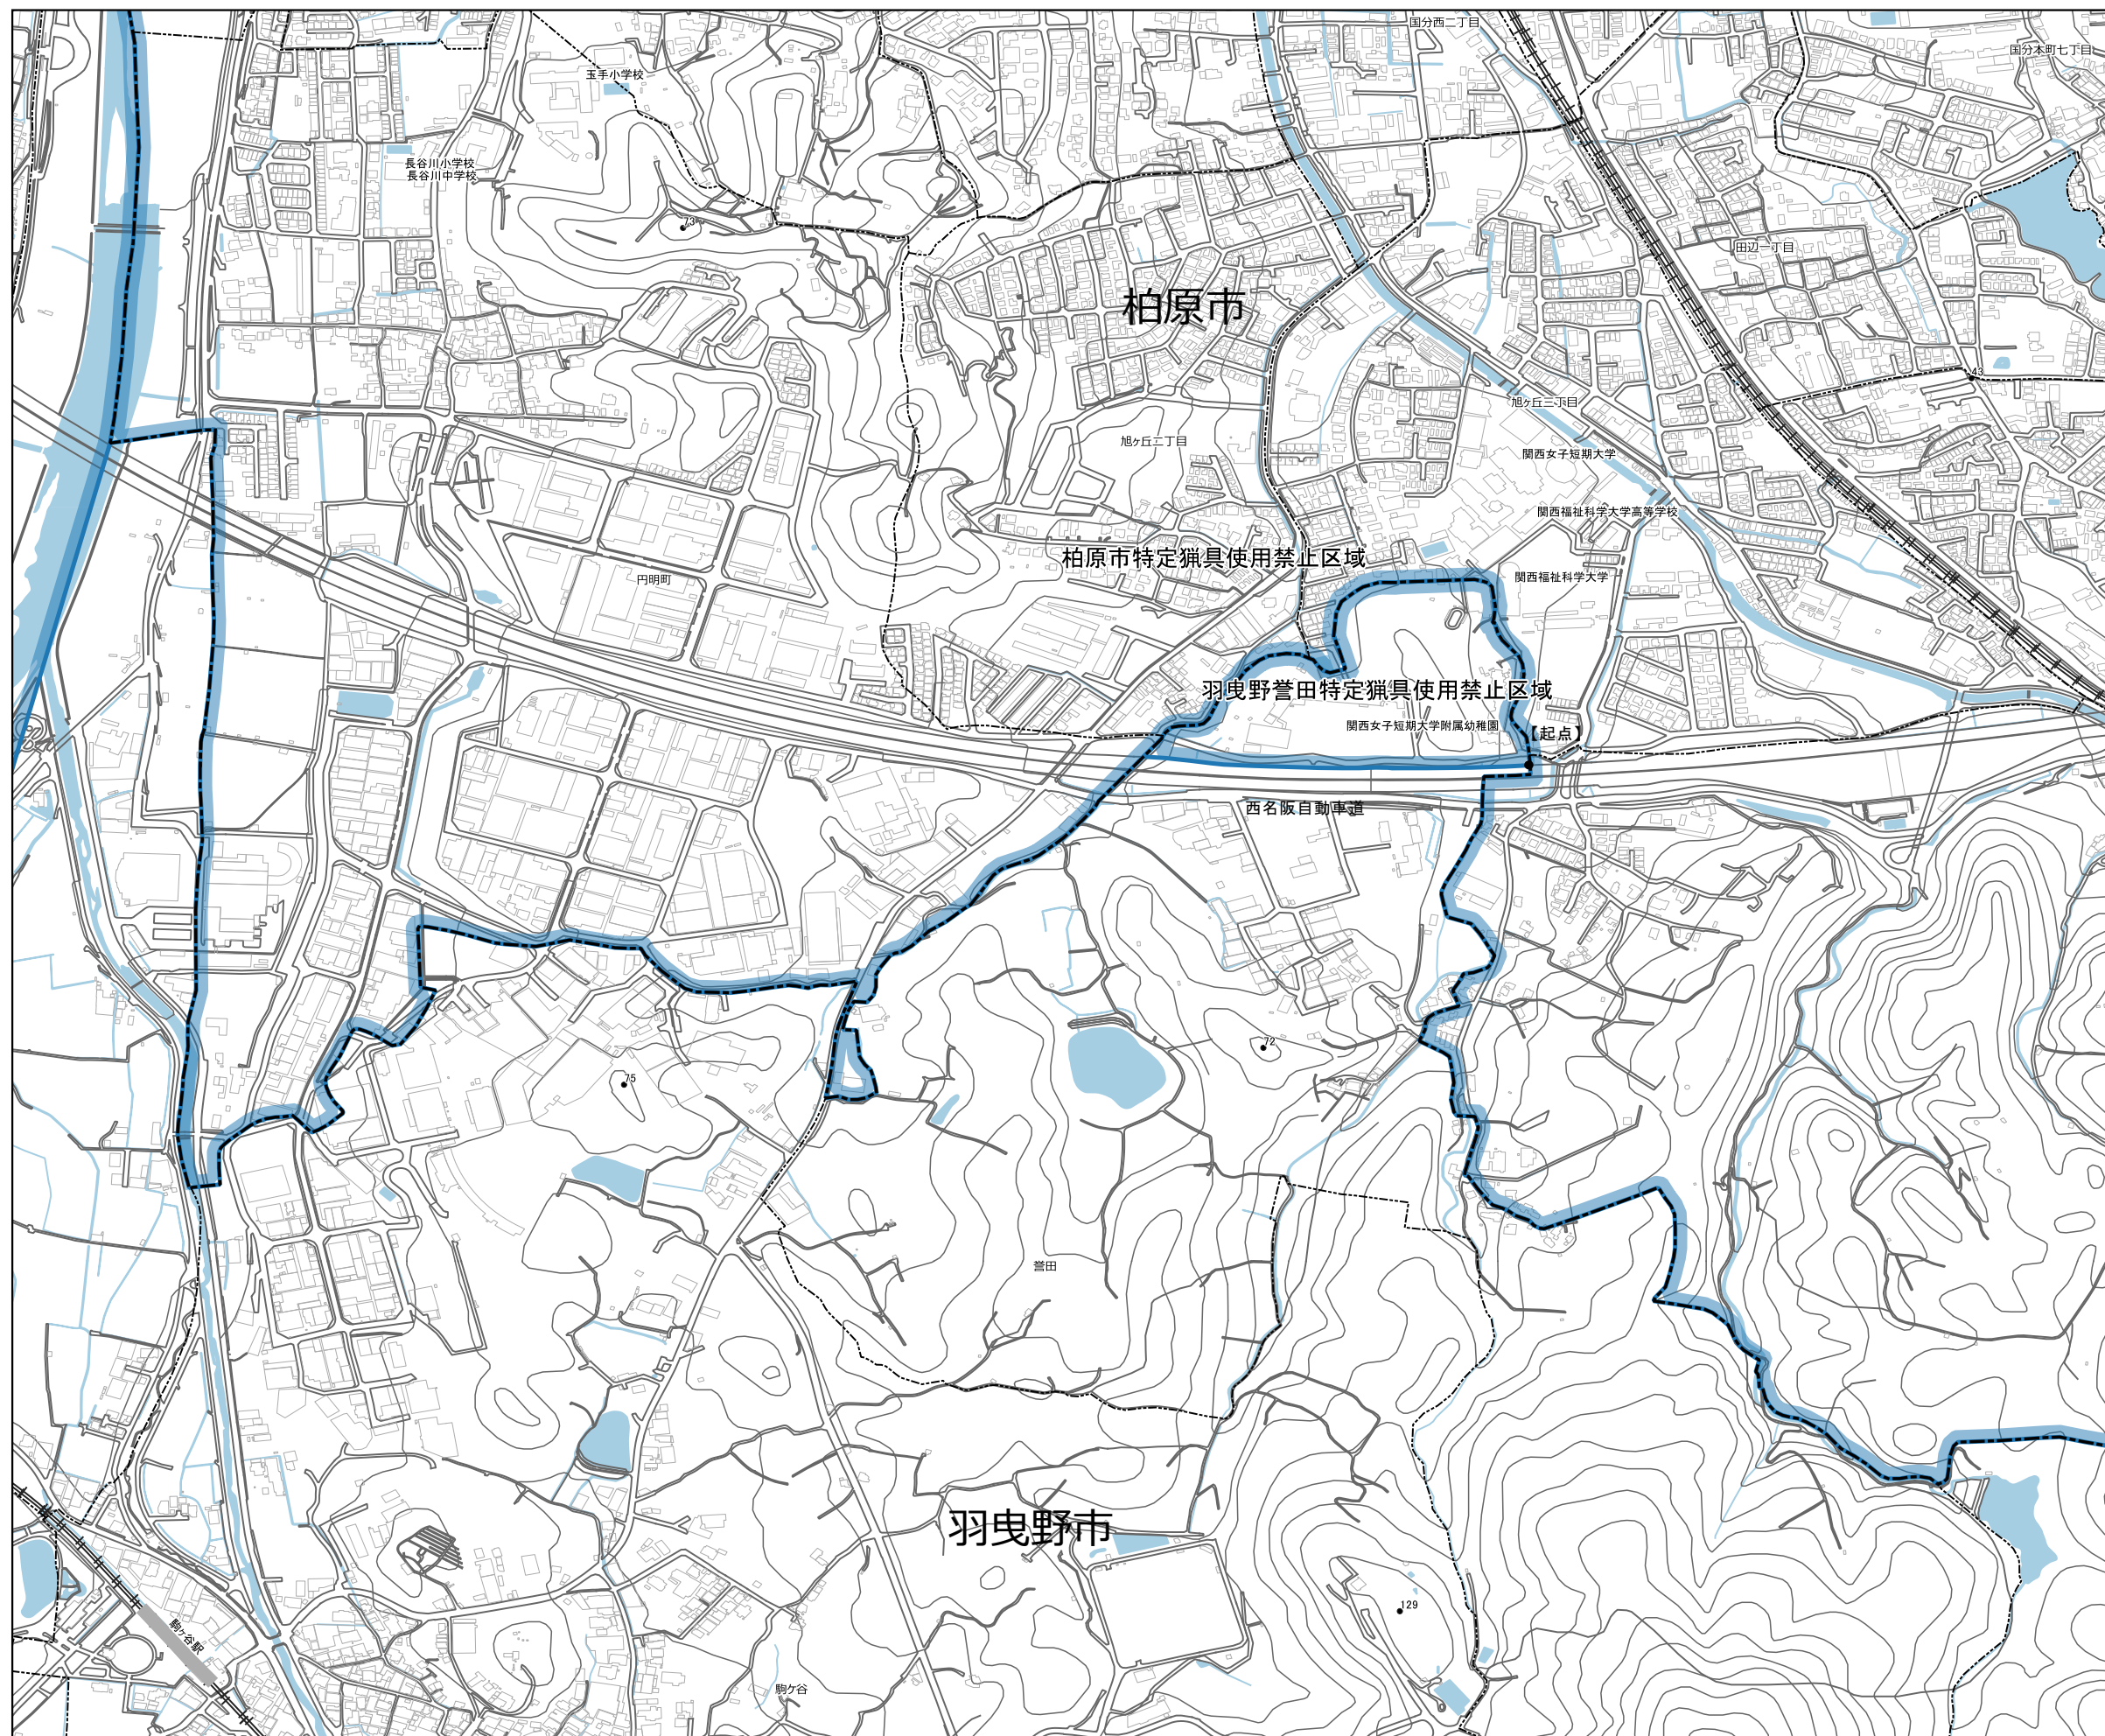 国分西二丁目
国分本町七丁目
玉手小学校
長谷川小学校
長谷川中学校
73
田辺一丁目
柏原市
43
旭ヶ丘三丁目
旭ヶ丘二丁目
関西女子短期大学
関西福祉科学大学高等学校
柏原市特定猟具使用禁止区域
円明町
関西福祉科学大学
羽曳野誉田特定猟具使用禁止区域
関西女子短期大学附属幼稚園
【起点】
西名阪自動車道
72
75
誉田
羽曳野市
129
駒ヶ谷駅
駒ケ谷